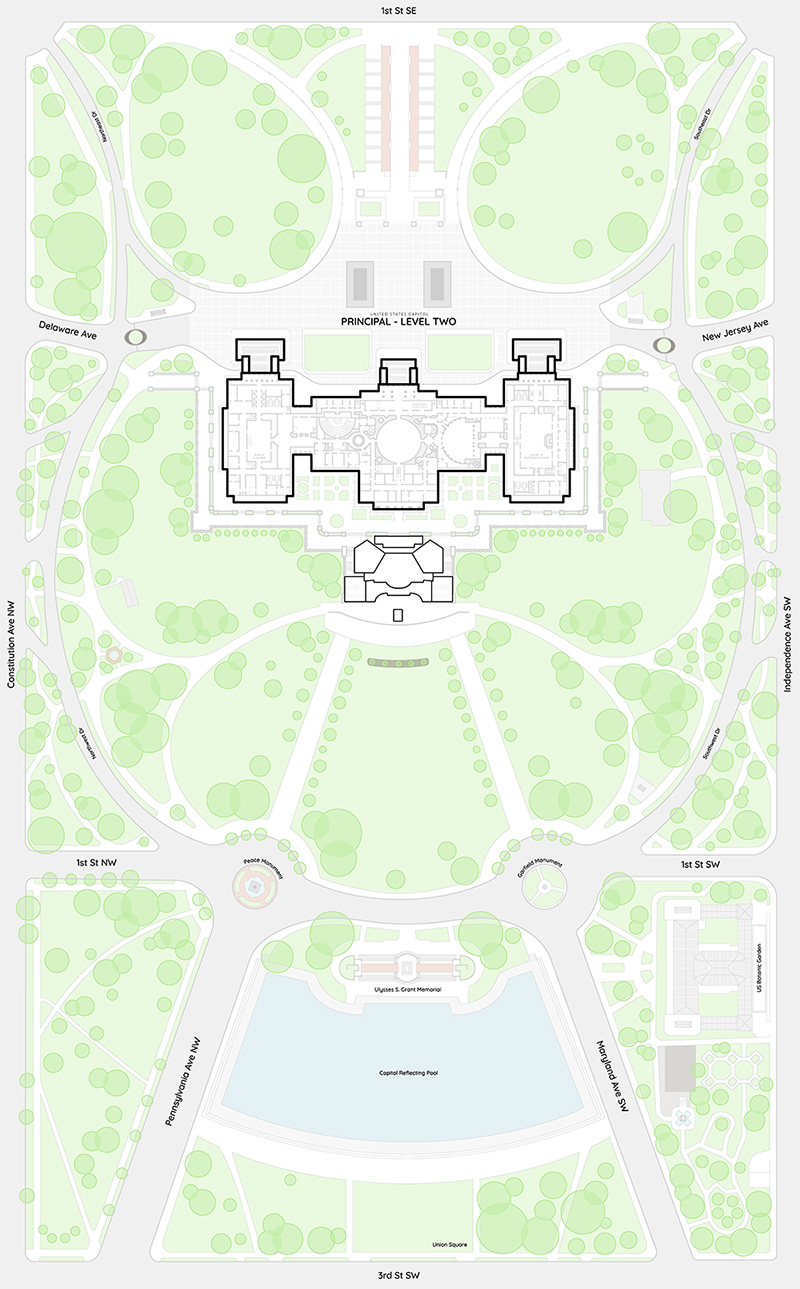 1st St SE
Northeast Dr
Southeast Dr
UNITED STATES CAPITOL
PRINCIPAL - LEVEL TWO
Delaware Ave
New Jersey Ave
Constitution Ave NW
Independence Ave SW
Northwest Dr
Southwest Dr
1st St NW
1st St SW
Peace Monument
Garfield Monument
US Botanic Garden
Ulysses S. Grant Memorial
Pennsylvania Ave NW
Maryland Ave SW
Capitol Reflecting Pool
Union Square
3rd St SW